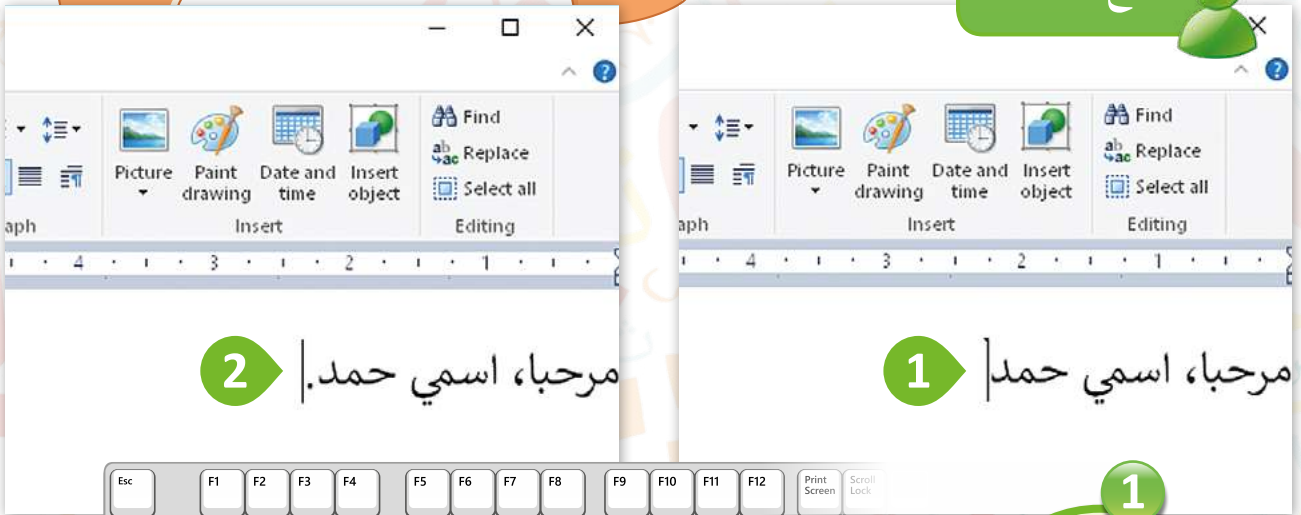 Find
Replace
Select all
Picture
Paint drawing
Date and time
Insert object
aph
Insert
Editing
4 3 2 1
مرحبا، اسمي حمد.
2
Find
Replace
Select all
Picture
Paint drawing
Date and time
Insert object
aph
Insert
Editing
4 3 2 1
مرحبا، اسمي حمد
1
Esc F1 F2 F3 F4 F5 F6 F7 F8 F9 F10 F11 F12 Print Screen Scroll Lock
1